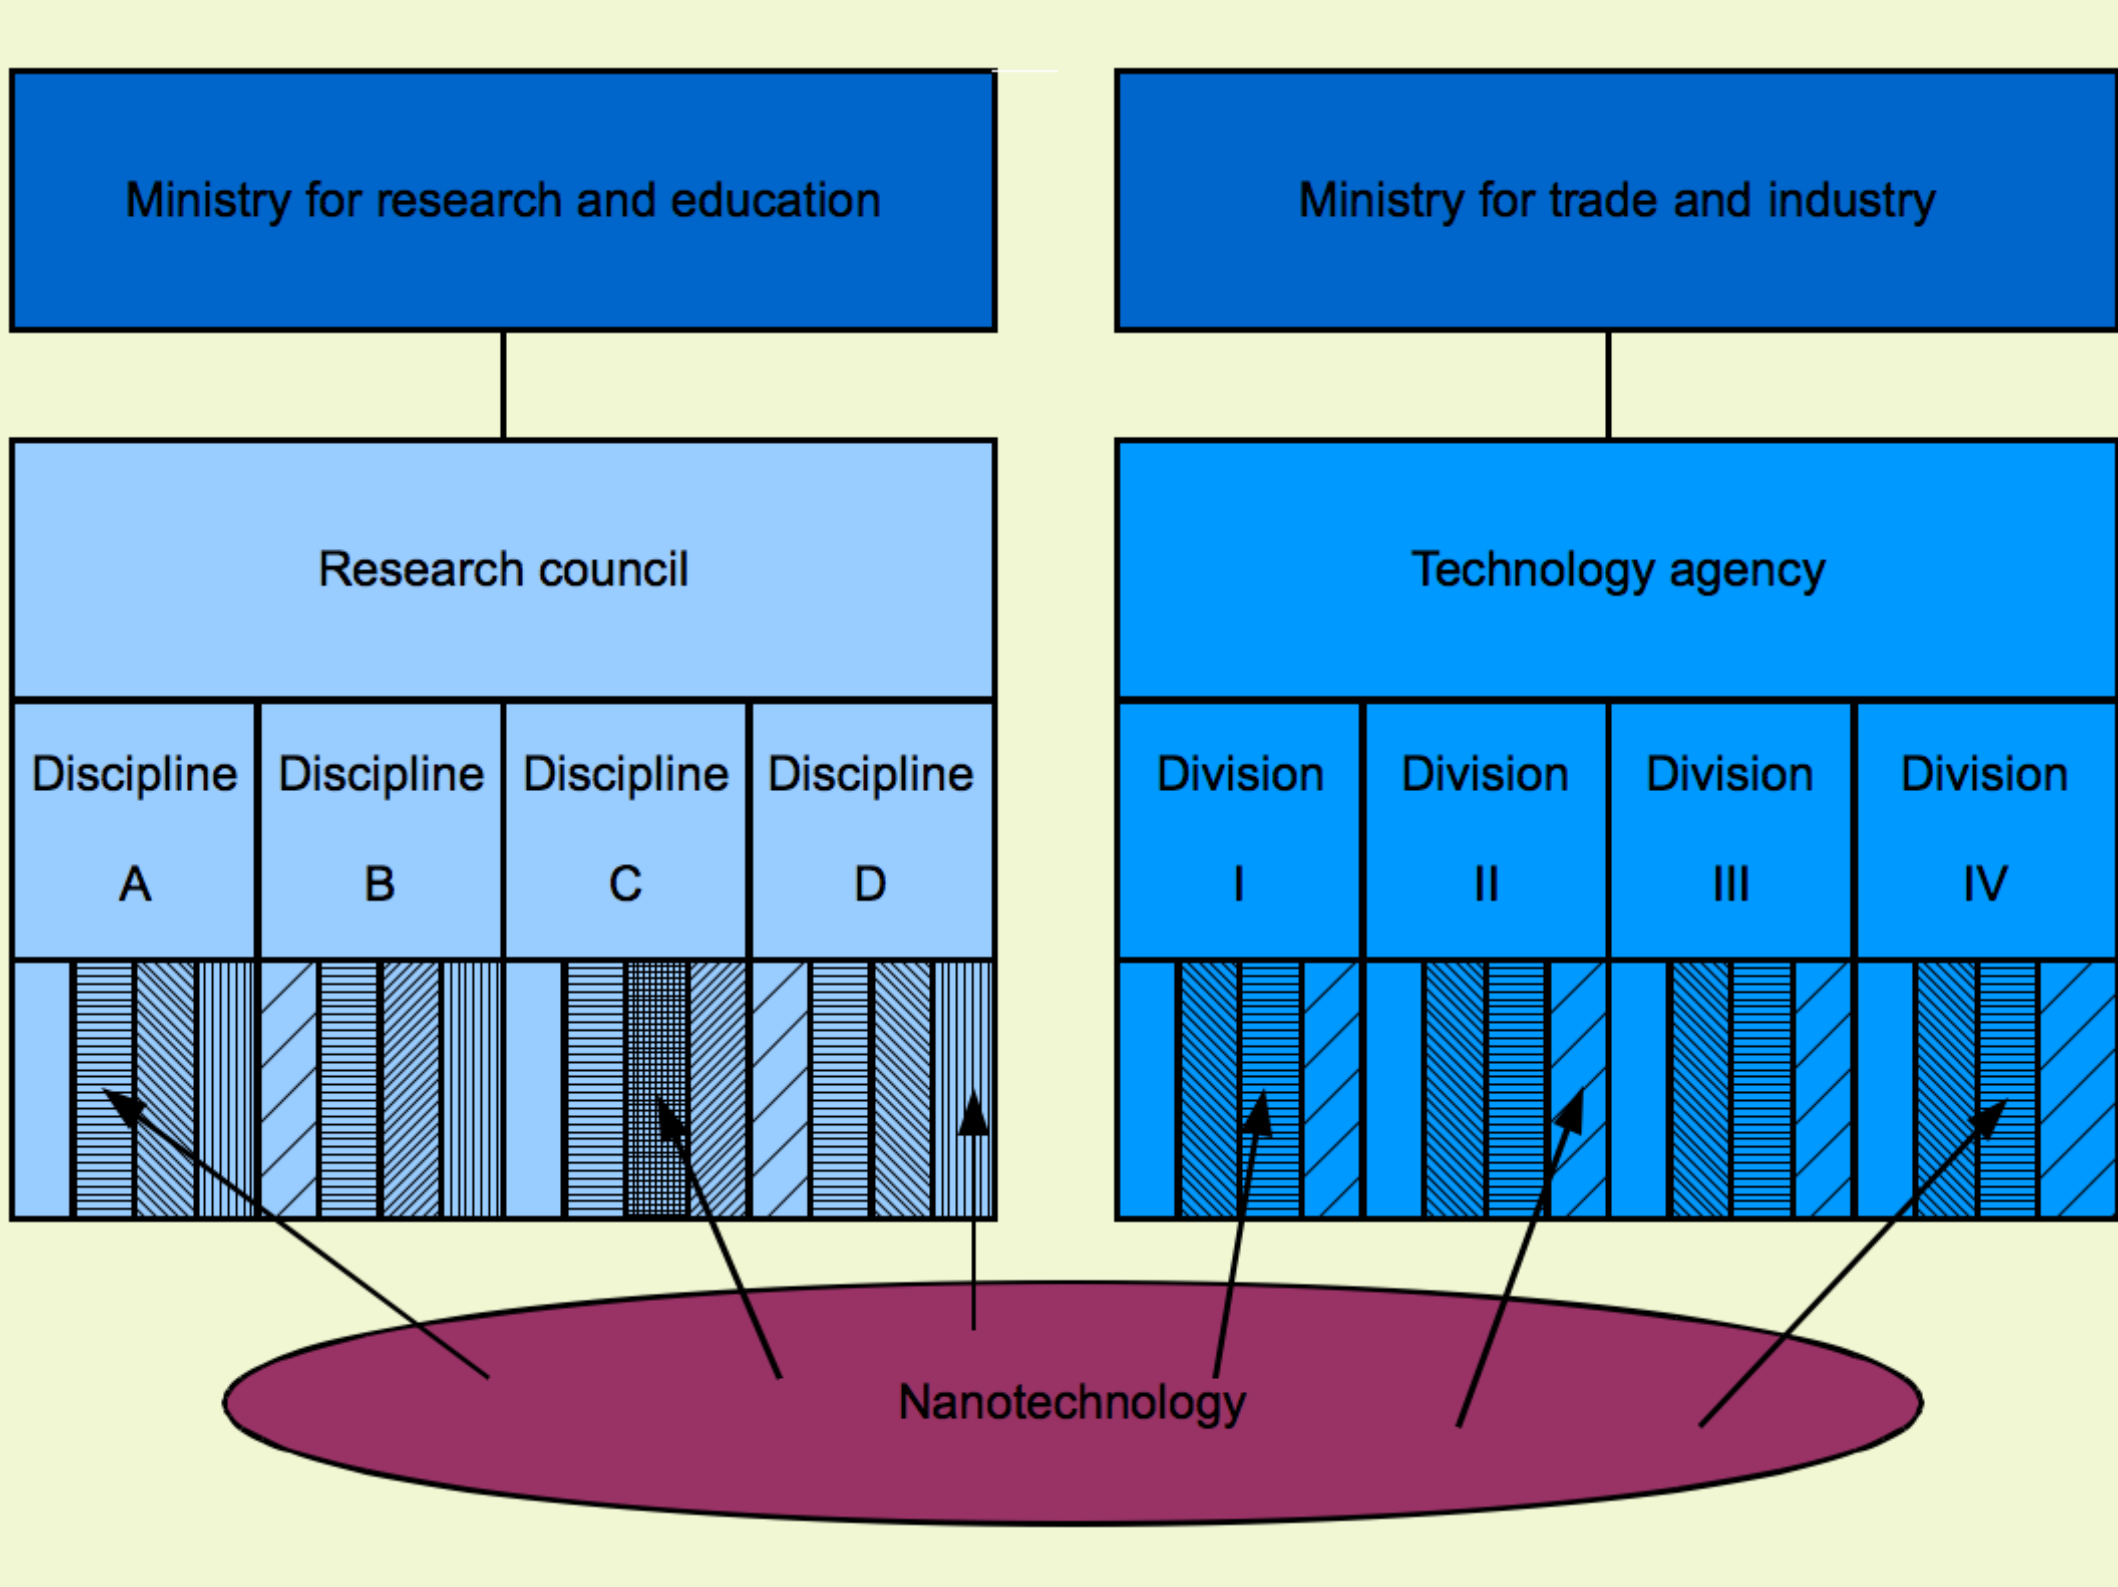 Ministry for research and education
Ministry for trade and industry
Research council
Technology agency
Discipline
A
Discipline
B
Discipline
C
Discipline
D
Division
I
Division
II
Division
III
Division
IV
Nanotechnology